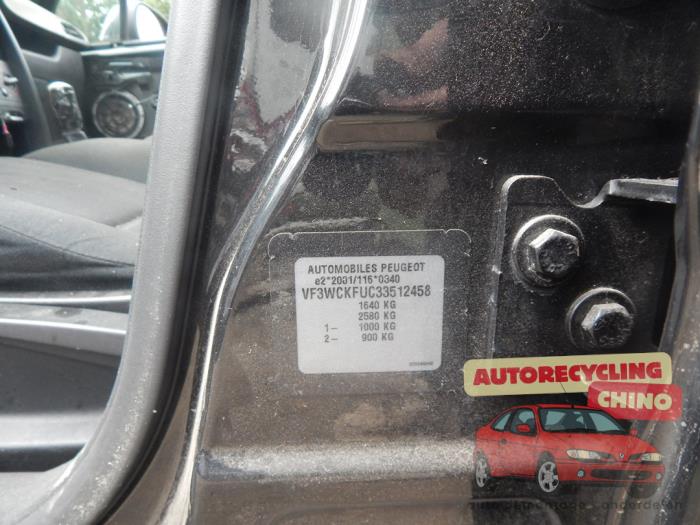 AUTOMOBILES PEUGEOT
e2*2001/116*0340
VF3WCKFUC33512458
1640 KG
2580 KG
1- 1000 KG
2- 900 KG
AUTORECYCLING
CHINO